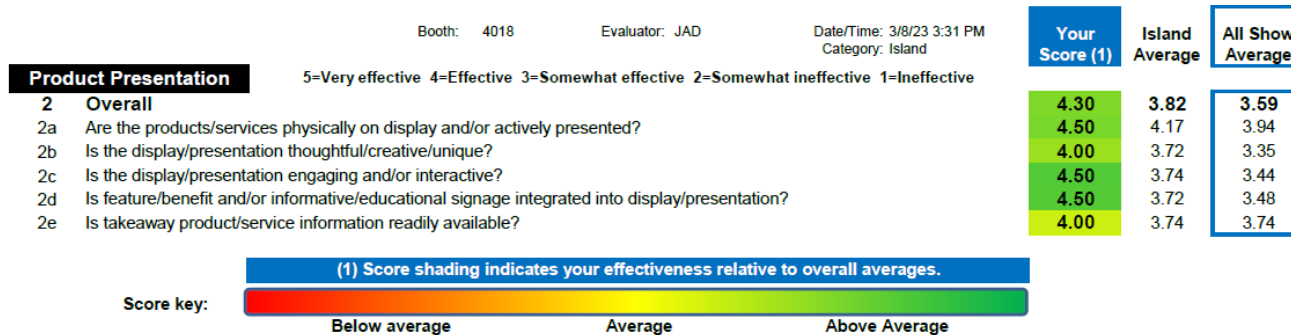 Booth: 4018 Evaluator: JAD Date/Time: 3/8/23 3:31 PM
Category: Island
Your Score (1) Island Average All Show Average
Product Presentation 5=Very effective 4=Effective 3=Somewhat effective 2=Somewhat ineffective 1=Ineffective
2 Overall 4.30 3.82 3.59
2a Are the products/services physically on display and/or actively presented? 4.50 4.17 3.94
2b Is the display/presentation thoughtful/creative/unique? 4.00 3.72 3.35
2c Is the display/presentation engaging and/or interactive? 4.50 3.74 3.44
2d Is feature/benefit and/or informative/educational signage integrated into display/presentation? 4.50 3.72 3.48
2e Is takeaway product/service information readily available? 4.00 3.74 3.74
(1) Score shading indicates your effectiveness relative to overall averages.
Score key:
Below average Average Above Average